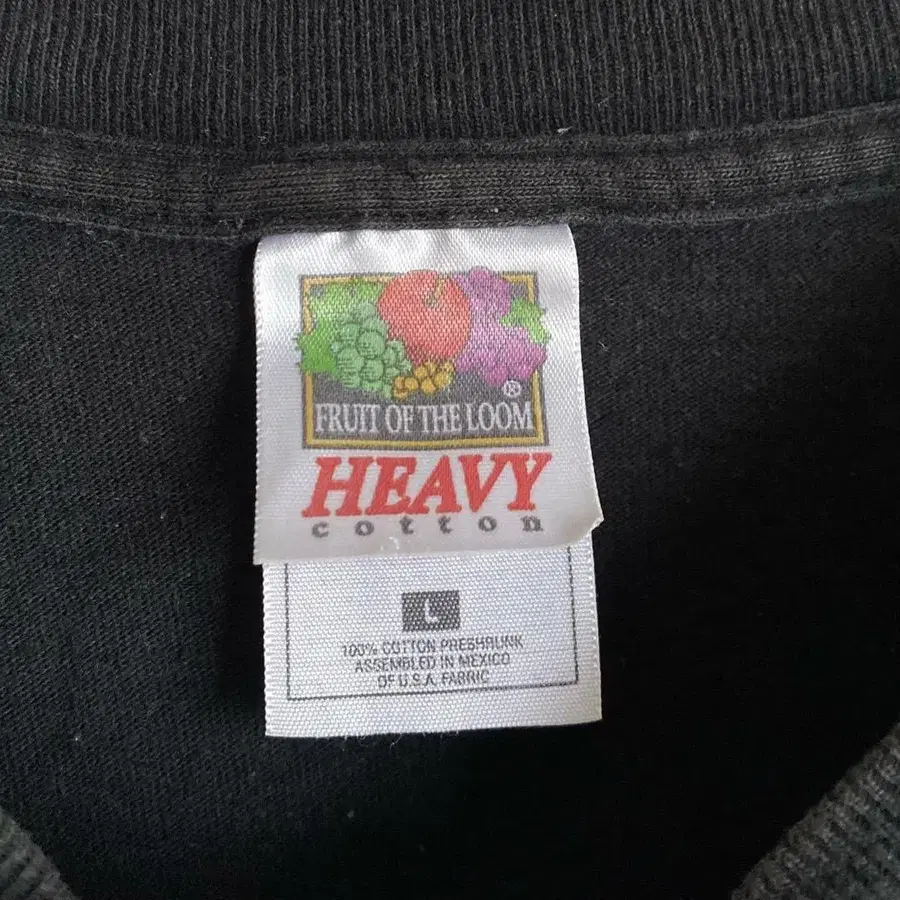 ®
FRUIT OF THE LOOM
HEAVY
cotton
L
100% COTTON PRESHRUNK
ASSEMBLED IN MEXICO
OF U.S.A. FABRIC